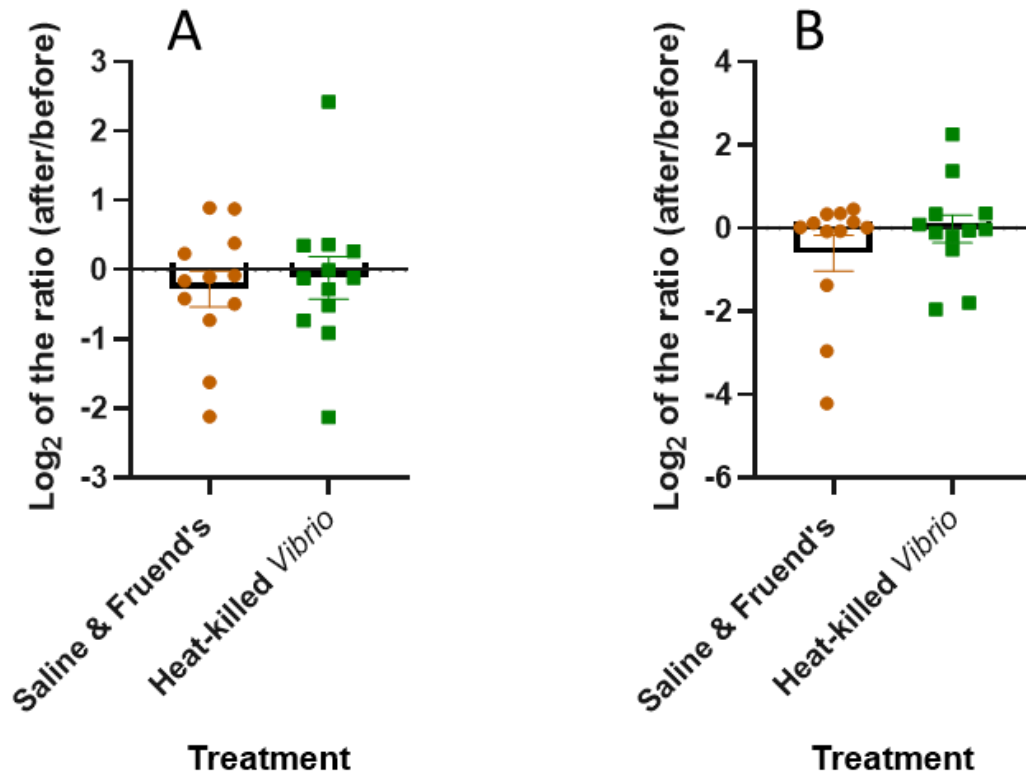 A
Log₂ of the ratio (after/before)
3
2
1
0
-1
-2
-3
Saline & Fruend's
Heat-killed Vibrio
Treatment
B
Log₂ of the ratio (after/before)
4
2
0
-2
-4
-6
Saline & Fruend's
Heat-killed Vibrio
Treatment